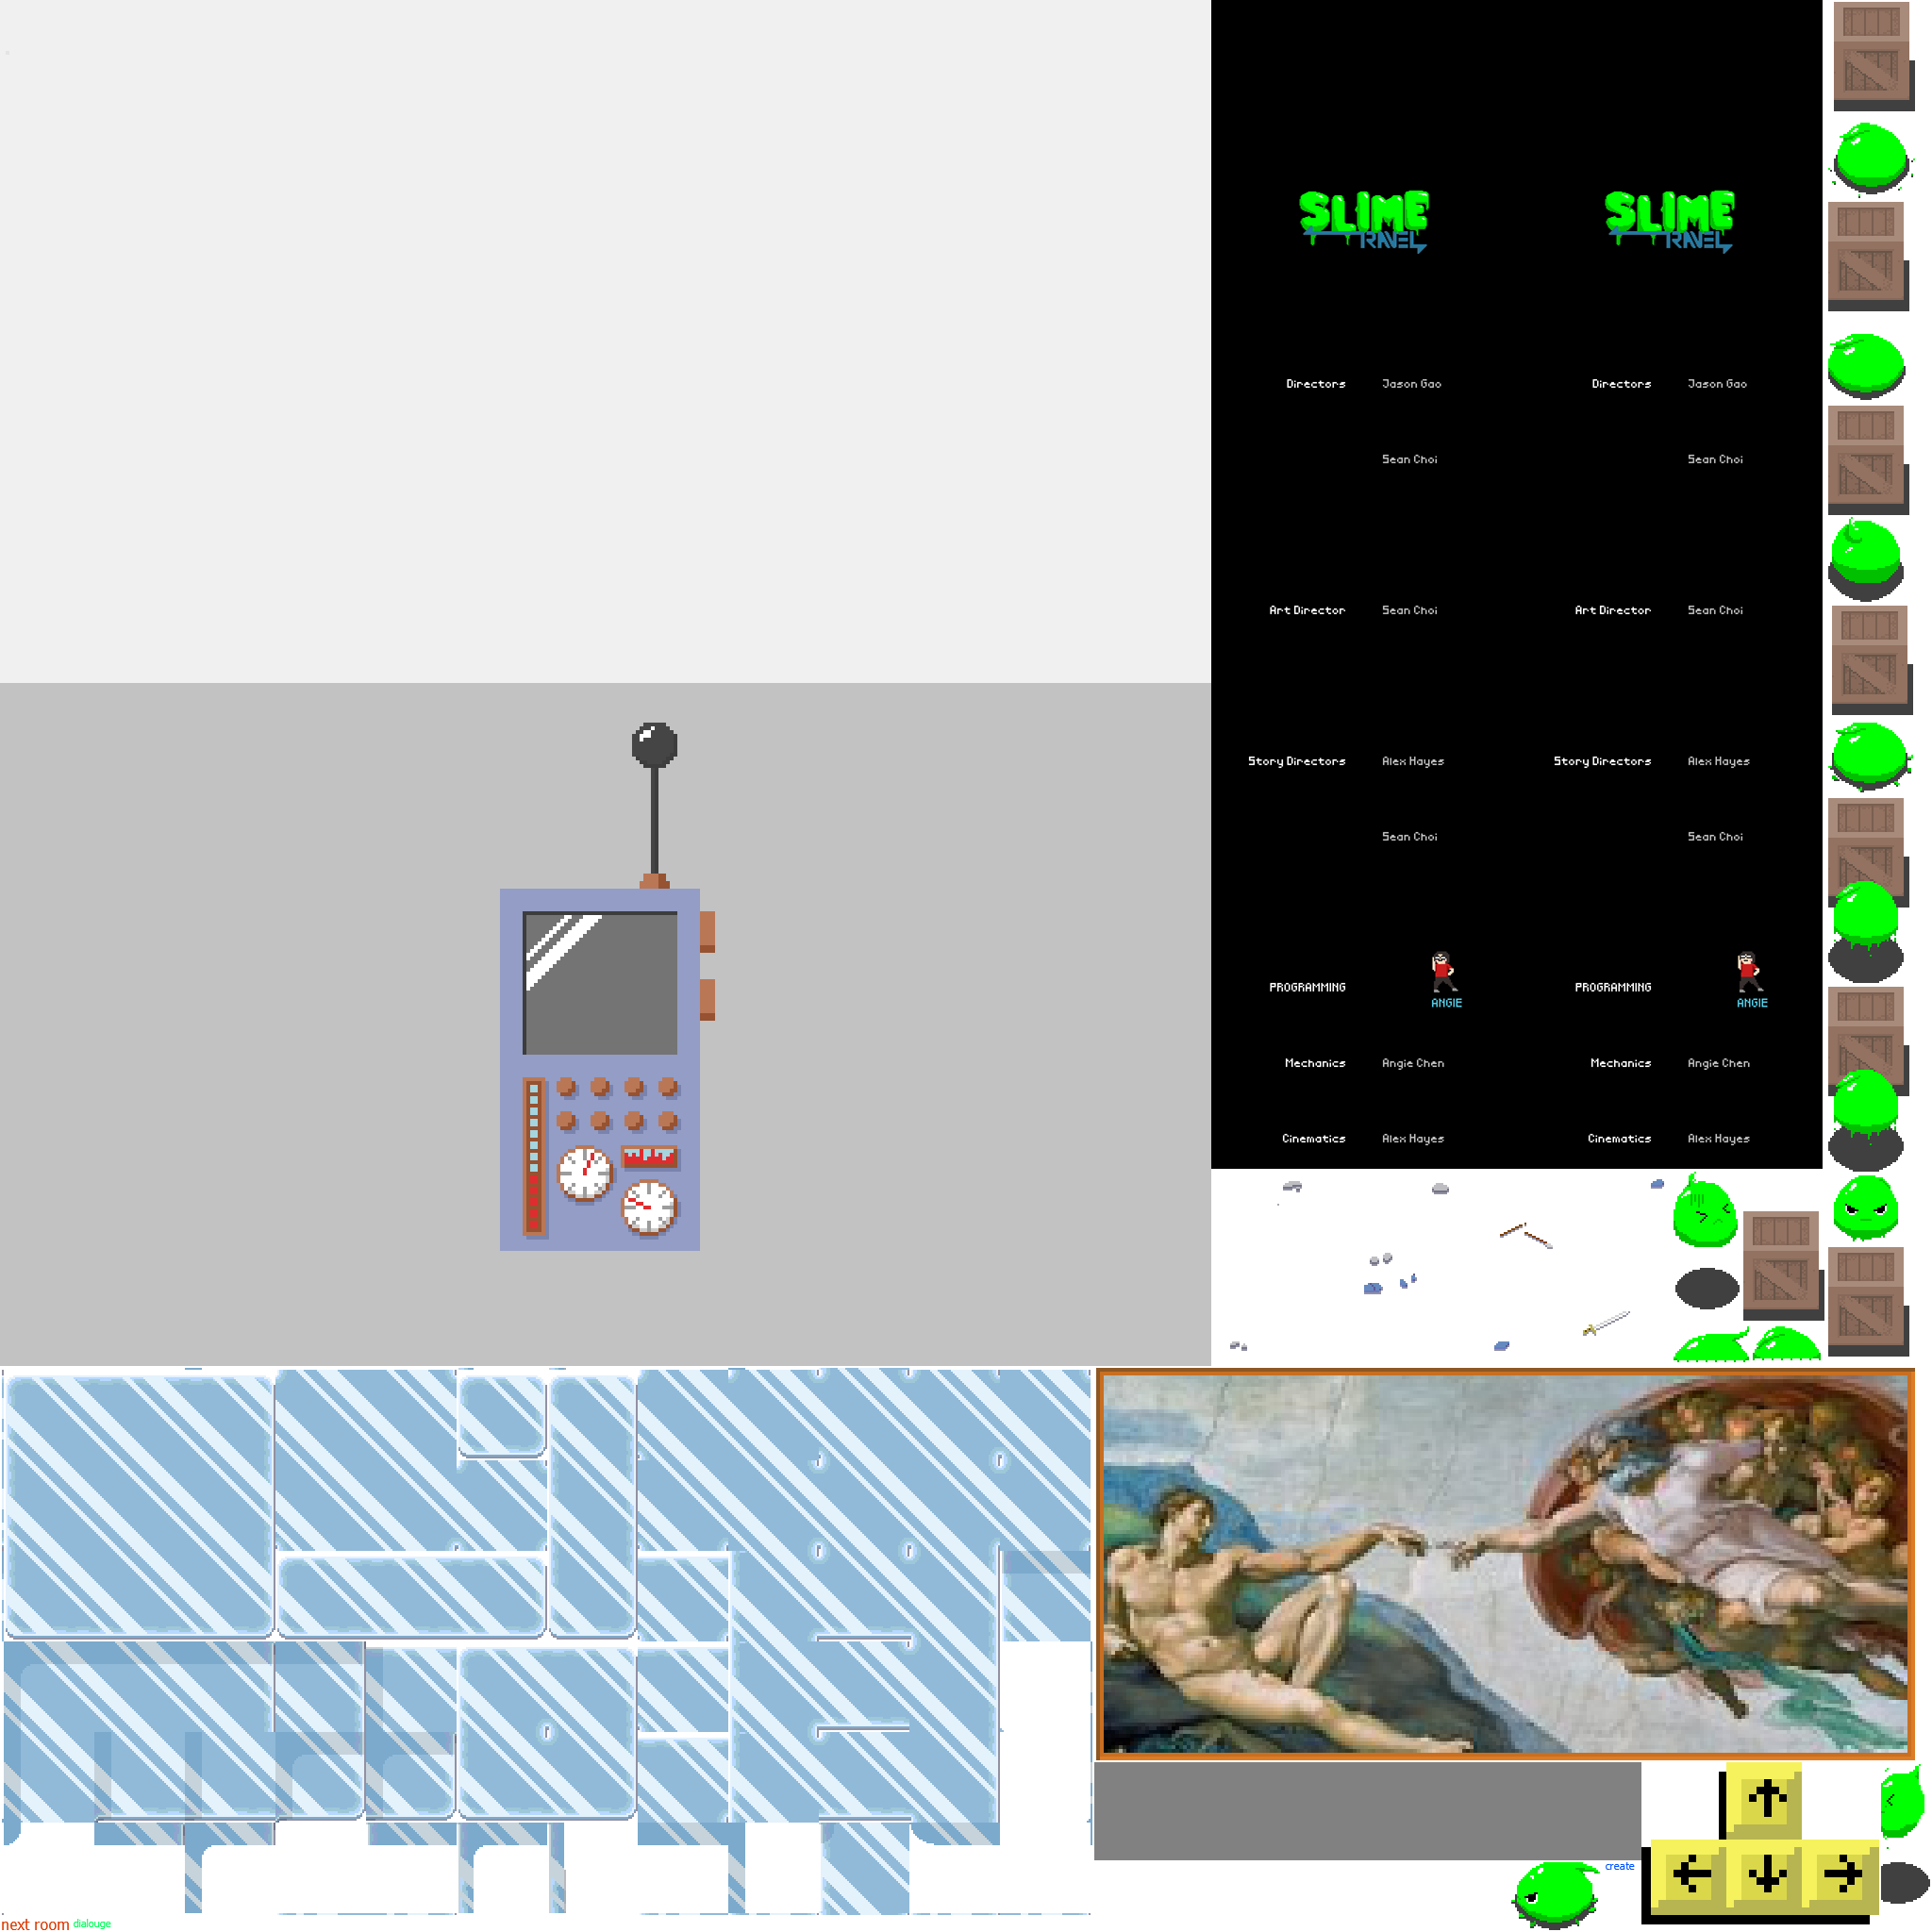 SLIME
TRAVEL
Directors Jason Gao
Sean Choi
Art Director Sean Choi
Story Directors Alex Hayes
Sean Choi
PROGRAMMING
ANGIE
Mechanics Angie Chen
Cinematics Alex Hayes
SLIME
TRAVEL
Directors Jason Gao
Sean Choi
Art Director Sean Choi
Story Directors Alex Hayes
Sean Choi
PROGRAMMING
ANGIE
Mechanics Angie Chen
Cinematics Alex Hayes
create
next room dialouge